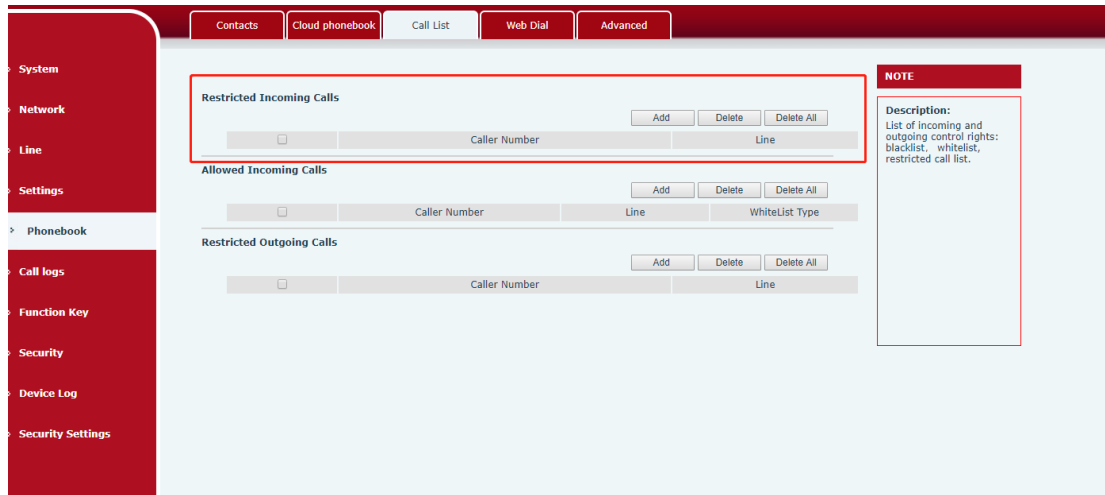 Contacts Cloud phonebook Call List Web Dial Advanced
System
Network
Line
Settings
Phonebook
Call logs
Function Key
Security
Device Log
Security Settings
Restricted Incoming Calls
Add Delete Delete All
Caller Number Line
Allowed Incoming Calls
Add Delete Delete All
Caller Number Line WhiteList Type
Restricted Outgoing Calls
Add Delete Delete All
Caller Number Line
NOTE
Description:
List of incoming and
outgoing control rights:
blacklist, whitelist,
restricted call list.